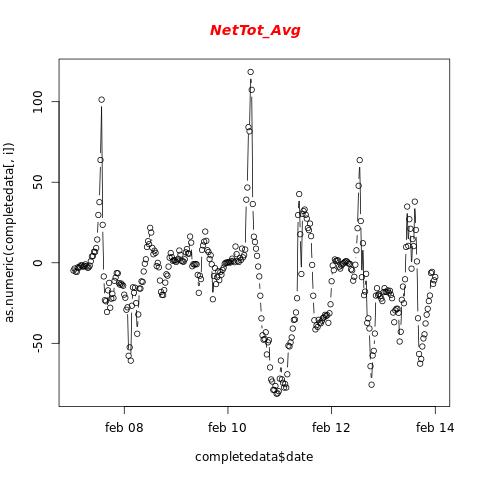 NetTot_Avg
as.numeric(completedata[, i])
100
50
0
-50
feb 08
feb 10
feb 12
feb 14
completedata$date